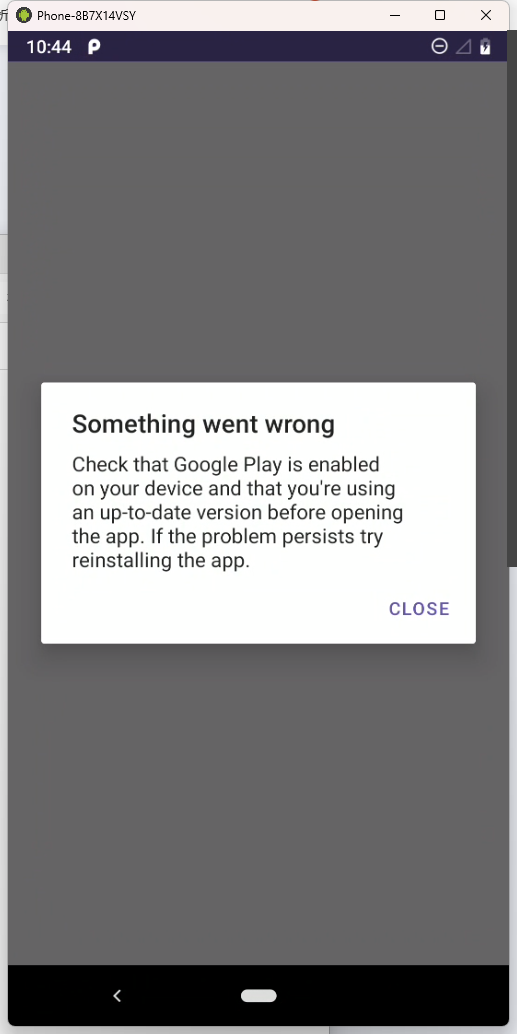 Phone-8B7X14VSY
10:44
Something went wrong
Check that Google Play is enabled
on your device and that you're using
an up-to-date version before opening
the app. If the problem persists try
reinstalling the app.
CLOSE